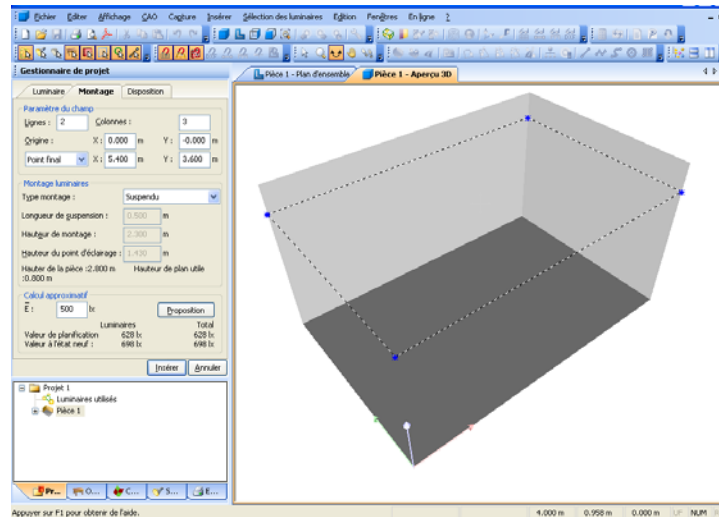 Fichier Editer Affichage CAO Capture Insérer Sélection des luminaires Edition Fenêtres En ligne ?
Gestionnaire de projet
Pièce 1 - Plan d'ensemble Pièce 1 - Aperçu 3D
Luminaire Montage Disposition
Paramètre du champ
Lignes : 2 Colonnes : 3
Origine : X : 0.000 m Y : -0.000 m
Point final X : 5.400 m Y : 3.600 m
Montage luminaires
Type montage : Suspendu
Longueur de suspension : 0.500 m
Hauteur de montage : 2.300 m
Hauteur du point d'éclairage : 1.430 m
Hauter de la pièce :2.800 m Hauteur de plan utile
:0.800 m
Calcul approximatif
E : 500 lx Proposition
Luminaires Total
Valeur de planification 628 lx 628 lx
Valeur à l'état neuf : 698 lx 698 lx
Insérer Annuler
Projet 1
Luminaires utilisés
Pièce 1
Pr... O... C... S... E...
Appuyer sur F1 pour obtenir de l'aide. 4.000 m 0.958 m 0.000 m UF NUM